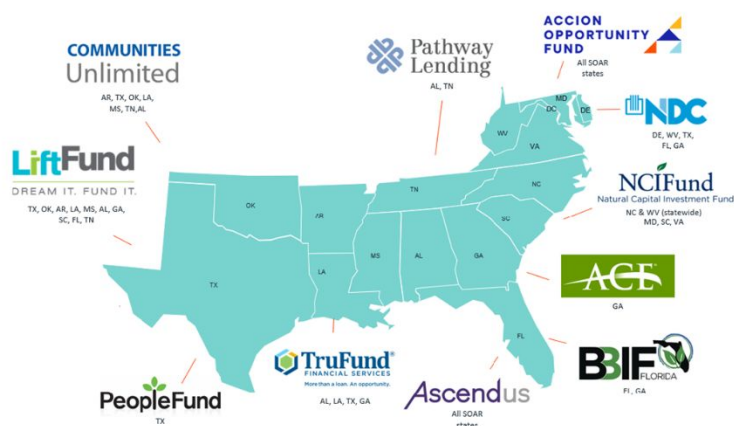 COMMUNITIES
Unlimited
AR, TX, OK, LA,
MS, TN,AL
Pathway
Lending
AL, TN
ACCION
OPPORTUNITY
FUND
All SOAR
states
NDC
DE, WV, TX,
FL, GA
LiftFund
DREAM IT. FUND IT.
TX, OK, AR, LA, MS, AL, GA,
SC, FL, TN
NCIFund
Natural Capital Investment Fund
NC & WV (statewide)
MD, SC, VA
MD
DC
DE
WV
VA
TN
NC
OK
AR
SC
MS
AL
GA
LA
TX
FL
ACE
GA
BBIF
FLORIDA
FL, GA
TruFund®
FINANCIAL SERVICES
More than a loan. An opportunity.
AL, LA, TX, GA
PeopleFund
TX
Ascendus
All SOAR
states